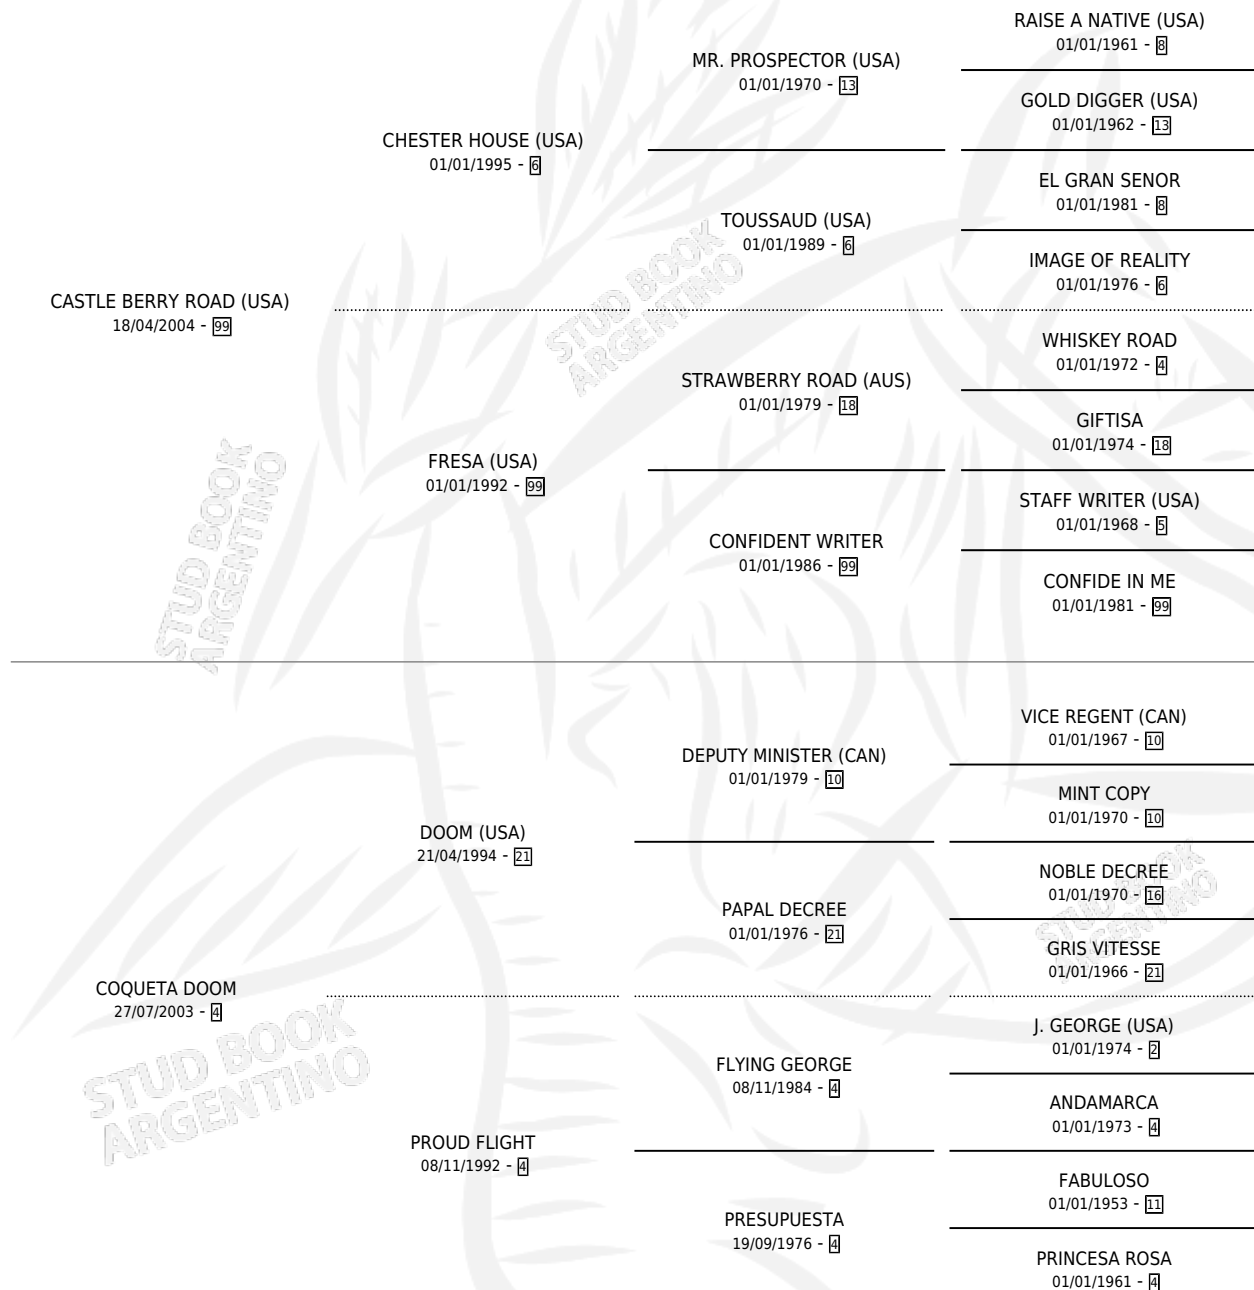 RAISE A NATIVE (USA)
01/01/1961 - 8
MR. PROSPECTOR (USA)
01/01/1970 - 13
GOLD DIGGER (USA)
01/01/1962 - 13
CHESTER HOUSE (USA)
01/01/1995 - 6
EL GRAN SENOR
01/01/1981 - 8
TOUSSAUD (USA)
01/01/1989 - 6
IMAGE OF REALITY
01/01/1976 - 6
CASTLE BERRY ROAD (USA)
18/04/2004 - 99
WHISKEY ROAD
01/01/1972 - 4
STRAWBERRY ROAD (AUS)
01/01/1979 - 18
GIFTISA
01/01/1974 - 18
FRESA (USA)
01/01/1992 - 99
STAFF WRITER (USA)
01/01/1968 - 5
CONFIDENT WRITER
01/01/1986 - 99
CONFIDE IN ME
01/01/1981 - 99
VICE REGENT (CAN)
01/01/1967 - 10
DEPUTY MINISTER (CAN)
01/01/1979 - 10
MINT COPY
01/01/1970 - 10
DOOM (USA)
21/04/1994 - 21
NOBLE DECREE
01/01/1970 - 16
PAPAL DECREE
01/01/1976 - 21
GRIS VITESSE
01/01/1966 - 21
COQUETA DOOM
27/07/2003 - 4
J. GEORGE (USA)
01/01/1974 - 2
FLYING GEORGE
08/11/1984 - 4
ANDAMARCA
01/01/1973 - 4
PROUD FLIGHT
08/11/1992 - 4
FABULOSO
01/01/1953 - 11
PRESUPUESTA
19/09/1976 - 4
PRINCESA ROSA
01/01/1961 - 4
STUD BOOK
ARGENTINO
STUD BOOK
ARGENTINO
STUD BOOK
ARGENTINO
STUD BOOK
ARGENTINO